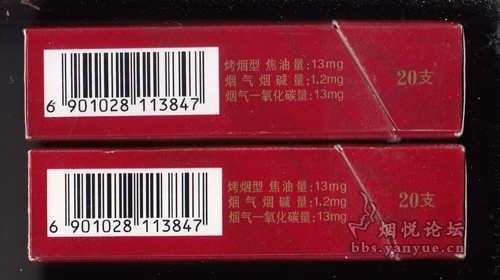 烤烟型 焦油量:13mg
烟气烟碱量:1.2mg
烟气一氧化碳量:13mg
20支
6 901028 113847
烤烟型 焦油量:13mg
烟气烟碱量:1.2mg
烟气一氧化碳量:13mg
20支
6 901028 113847
烟悦论坛
bbs.yanyue.cn